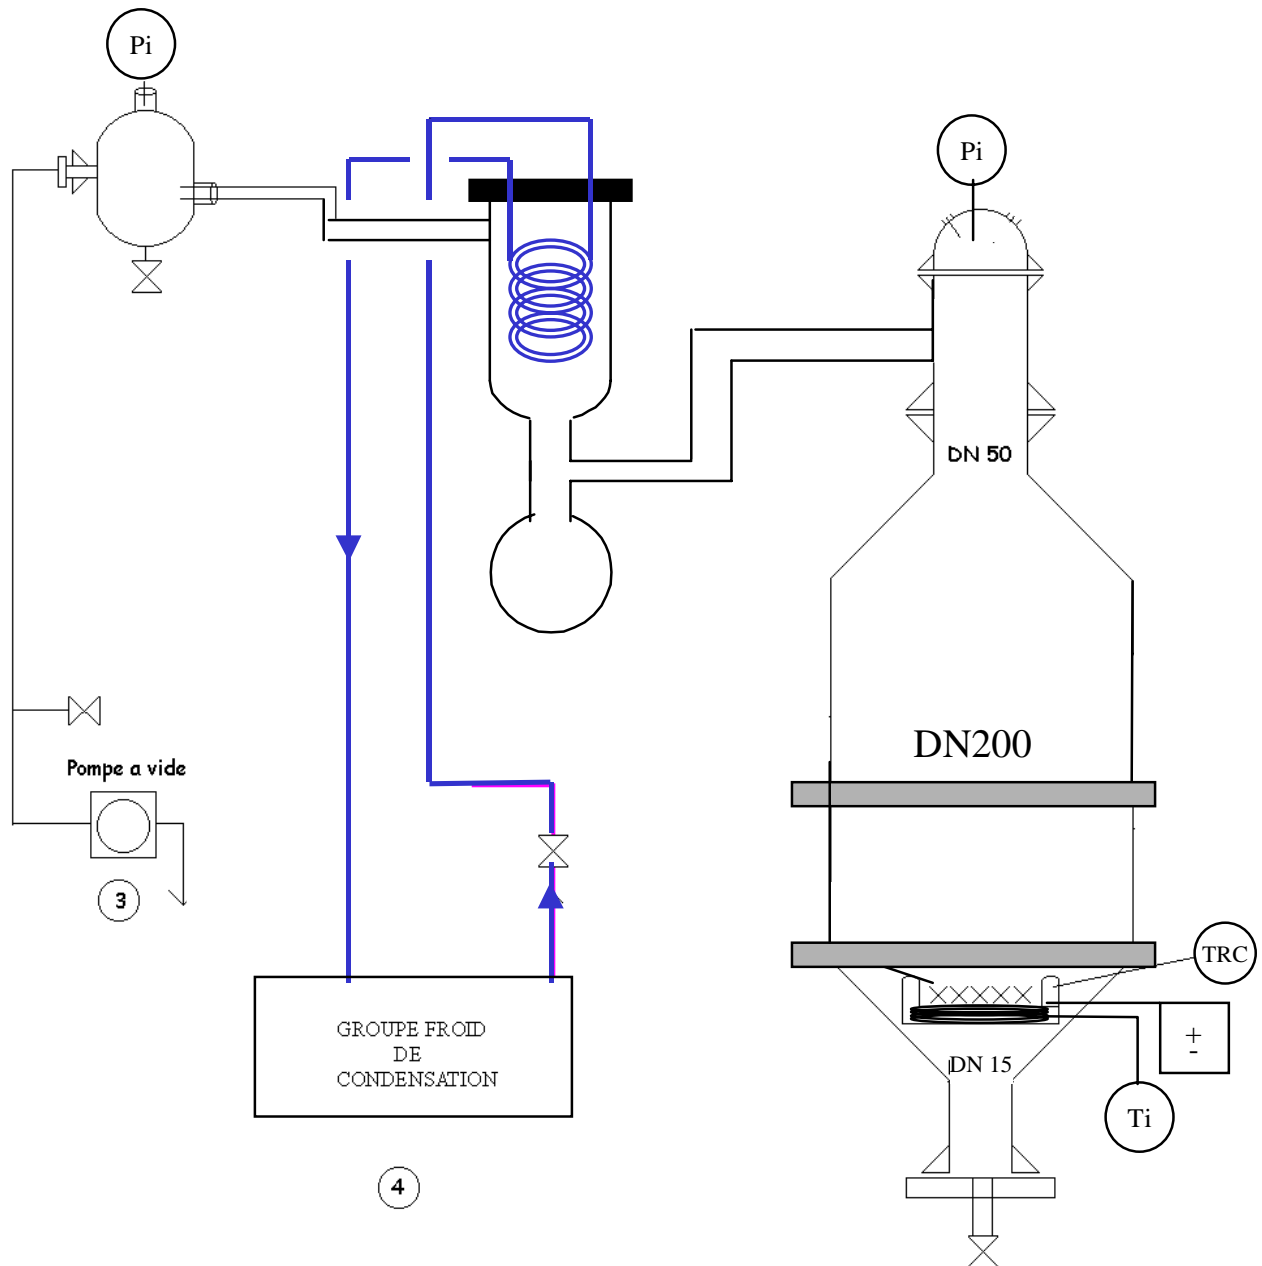 Pi
Pi
DN 50
DN200
Pompe a vide
3
TRC
+
-
GROUPE FROID
DE
CONDENSATION
DN 15
Ti
4